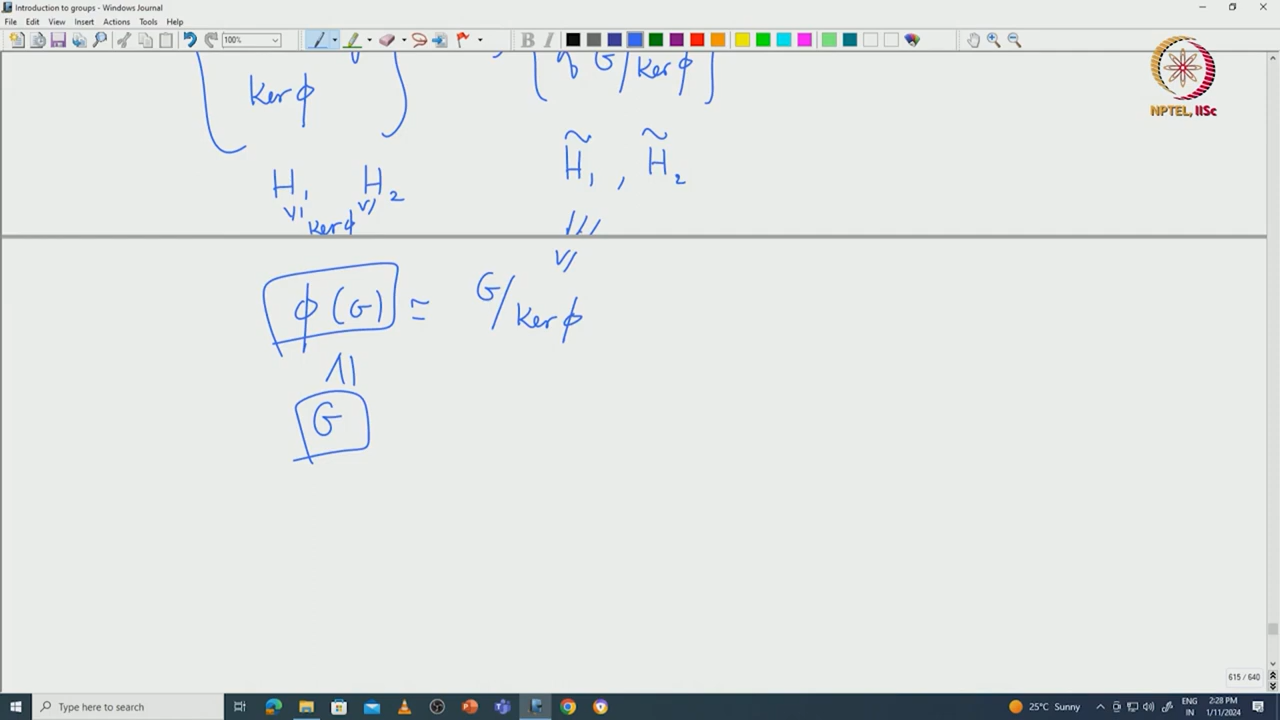 Introduction to groups - Windows Journal
File Edit View Insert Actions Tools Help
100%
B I
NPTEL, IISc
ker φ
G/ker φ
H₁ H₂
H̃₁ , H̃₂
ker φ
φ(G) ≃ G/ker φ
G
615 / 640
Type here to search
25°C Sunny
ENG
IN
2:28 PM
1/11/2024